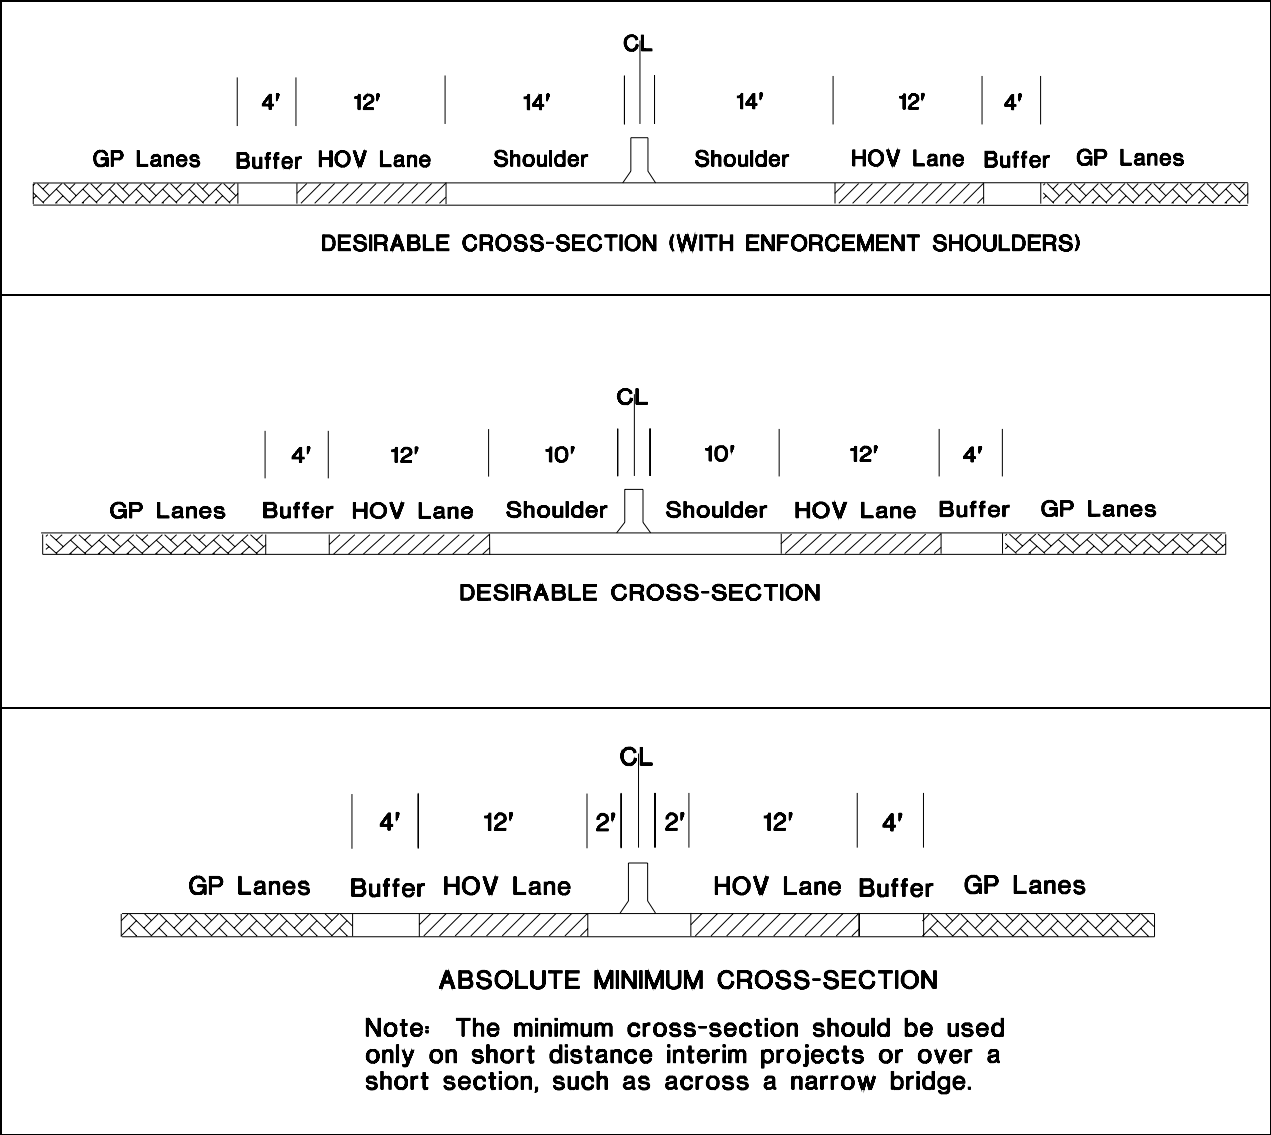 CL
4' 12' 14' 14' 12' 4'
GP Lanes Buffer HOV Lane Shoulder Shoulder HOV Lane Buffer GP Lanes
DESIRABLE CROSS-SECTION (WITH ENFORCEMENT SHOULDERS)
CL
4' 12' 10' 10' 12' 4'
GP Lanes Buffer HOV Lane Shoulder Shoulder HOV Lane Buffer GP Lanes
DESIRABLE CROSS-SECTION
CL
4' 12' 2' 2' 12' 4'
GP Lanes Buffer HOV Lane HOV Lane Buffer GP Lanes
ABSOLUTE MINIMUM CROSS-SECTION
Note: The minimum cross-section should be used
only on short distance interim projects or over a
short section, such as across a narrow bridge.